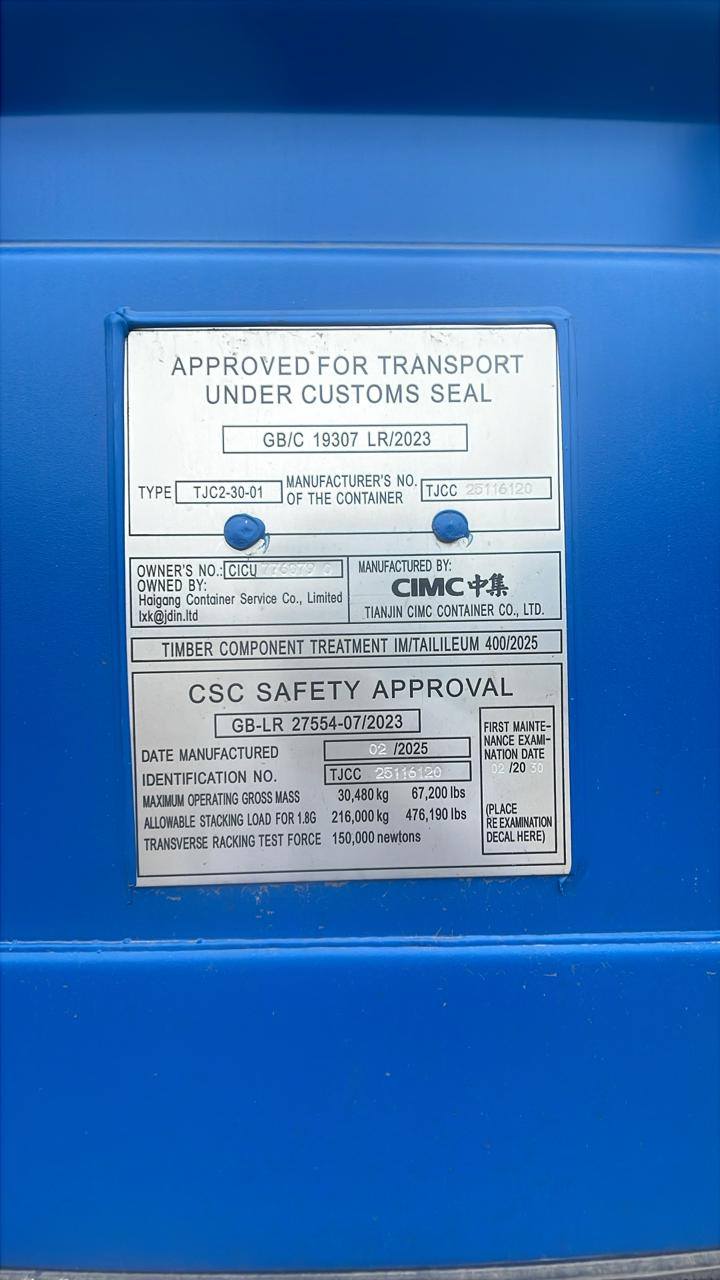 APPROVED FOR TRANSPORT
UNDER CUSTOMS SEAL
GB/C 19307 LR/2023
TYPE TJC2-30-01 MANUFACTURER'S NO. OF THE CONTAINER TJCC 25116120
OWNER'S NO.: CICU
OWNED BY:
Haigang Container Service Co., Limited
lxk@jdin.ltd
MANUFACTURED BY:
CIMC中集
TIANJIN CIMC CONTAINER CO., LTD.
TIMBER COMPONENT TREATMENT IM/TAILILEUM 400/2025
CSC SAFETY APPROVAL
GB-LR 27554-07/2023
DATE MANUFACTURED 02 /2025
IDENTIFICATION NO. TJCC 25116120
MAXIMUM OPERATING GROSS MASS 30,480 kg 67,200 lbs
ALLOWABLE STACKING LOAD FOR 1.8G 216,000 kg 476,190 lbs
TRANSVERSE RACKING TEST FORCE 150,000 newtons
FIRST MAINTE-
NANCE EXAMI-
NATION DATE
02 /20 30
(PLACE
RE EXAMINATION
DECAL HERE)